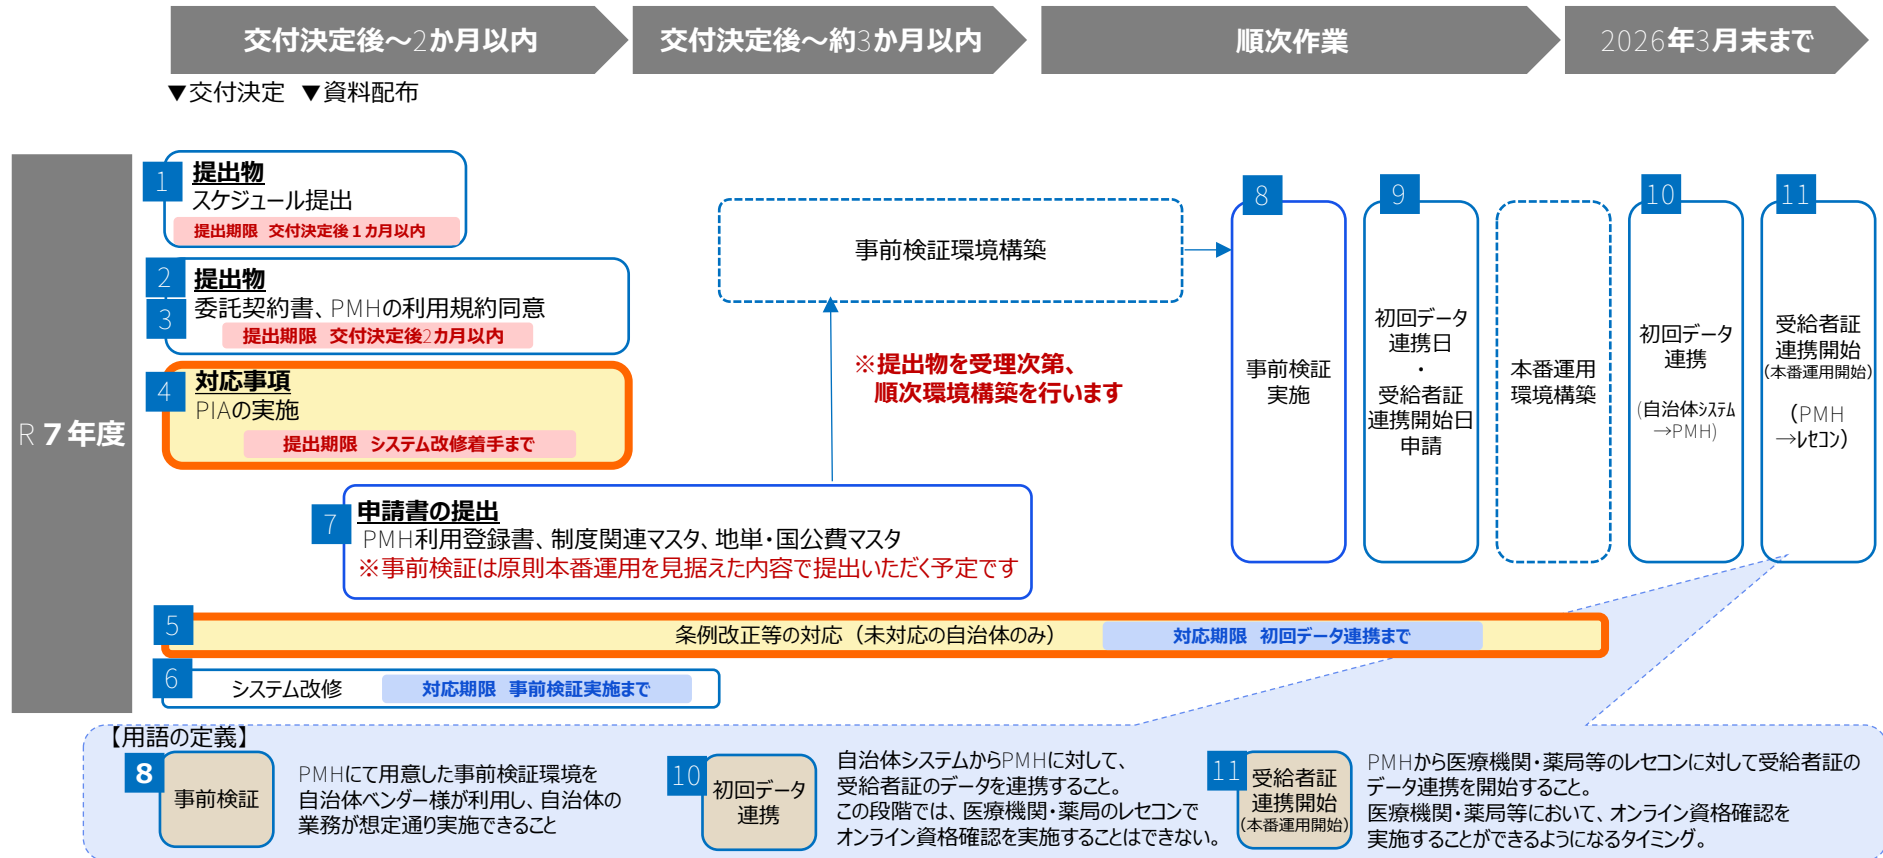 交付決定後～2か月以内
交付決定後～約3か月以内
順次作業
2026年3月末まで
▼交付決定 ▼資料配布
R７年度
1
提出物
スケジュール提出
提出期限 交付決定後１カ月以内
2
3
提出物
委託契約書、PMHの利用規約同意
提出期限 交付決定後2カ月以内
4
対応事項
PIAの実施
提出期限 システム改修着手まで
事前検証環境構築
※提出物を受理次第、
順次環境構築を行います
7
申請書の提出
PMH利用登録書、制度関連マスタ、地単・国公費マスタ
※事前検証は原則本番運用を見据えた内容で提出いただく予定です
8
事前検証
実施
9
初回データ
連携日
・
受給者証
連携開始日
申請
本番運用
環境構築
10
初回データ
連携
(自治体システム
→PMH)
11
受給者証
連携開始
(本番運用開始)
（PMH
→レセコン）
5
条例改正等の対応（未対応の自治体のみ）
対応期限 初回データ連携まで
6
システム改修
対応期限 事前検証実施まで
【用語の定義】
8
事前検証
PMHにて用意した事前検証環境を
自治体ベンダー様が利用し、自治体の
業務が想定通り実施できること
10
初回データ
連携
自治体システムからPMHに対して、
受給者証のデータを連携すること。
この段階では、医療機関・薬局のレセコンで
オンライン資格確認を実施することはできない。
11
受給者証
連携開始
(本番運用開始)
PMHから医療機関・薬局等のレセコンに対して受給者証の
データ連携を開始すること。
医療機関・薬局等において、オンライン資格確認を
実施することができるようになるタイミング。